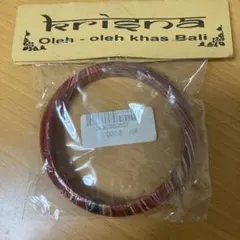 krisna
Oleh - oleh khas Bali